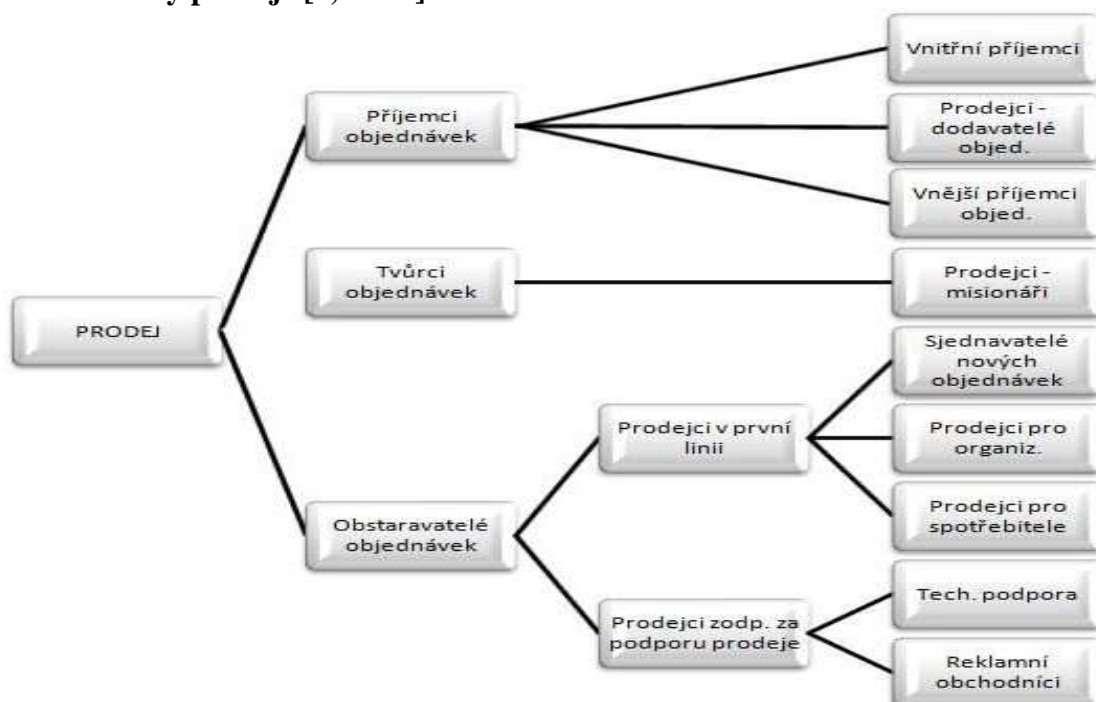 Vnitřní příjemci
Příjemci
objednávek
Prodejci -
dodavatelé
objed.
Vnější příjemci
objed.
Tvůrci
objednávek
Prodejci -
misionáři
PRODEJ
Sjednavatelé
nových
objednávek
Prodejci v první
linii
Prodejci pro
organiz.
Prodejci pro
spotřebitele
Obstaravatelé
objednávek
Tech. podpora
Prodejci zodp. za
podporu prodeje
Reklamní
obchodníci